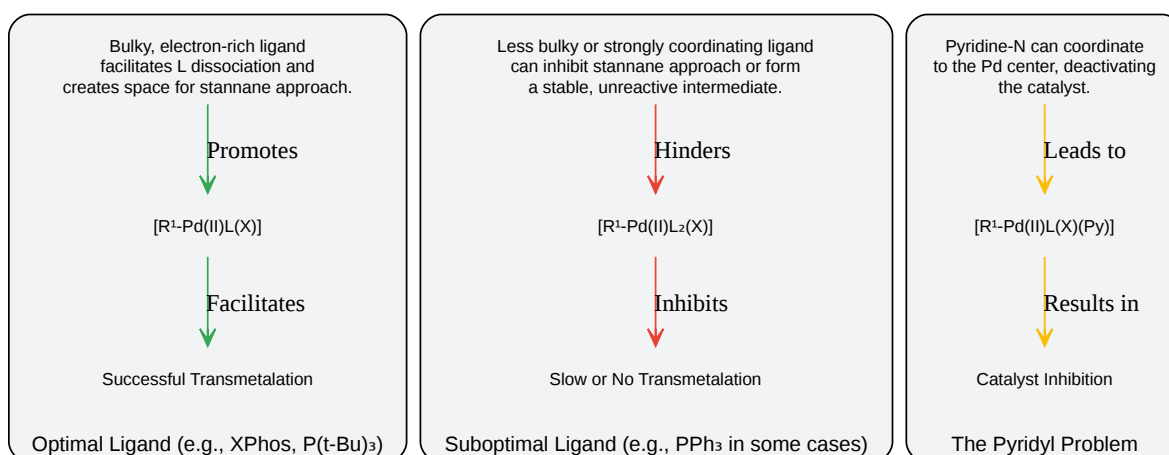 Bulky, electron-rich ligand
facilitates L dissociation and
creates space for stannane approach.
Promotes
[R¹-Pd(II)L(X)]
Facilitates
Successful Transmetalation
Optimal Ligand (e.g., XPhos, P(t-Bu)₃)
Less bulky or strongly coordinating ligand
can inhibit stannane approach or form
a stable, unreactive intermediate.
Hinders
[R¹-Pd(II)L₂(X)]
Inhibits
Slow or No Transmetalation
Suboptimal Ligand (e.g., PPh₃ in some cases)
Pyridine-N can coordinate
to the Pd center, deactivating
the catalyst.
Leads to
[R¹-Pd(II)L(X)(Py)]
Results in
Catalyst Inhibition
The Pyridyl Problem